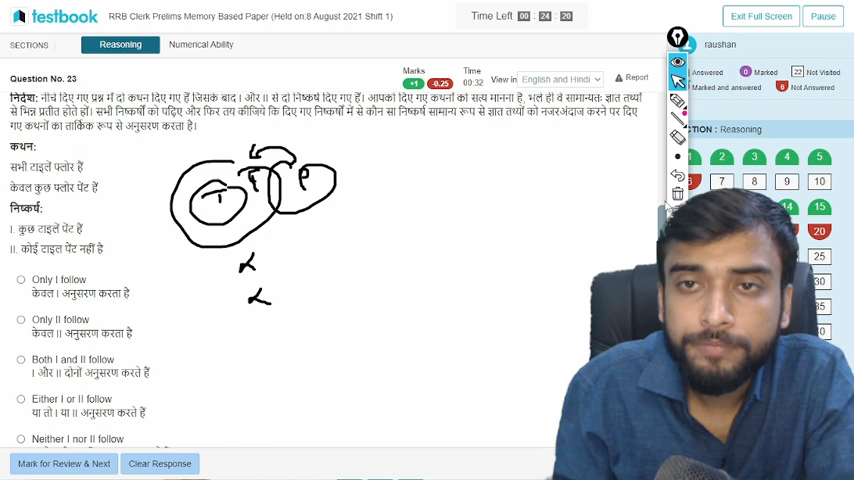 testbook
RRB Clerk Prelims Memory Based Paper (Held on:8 August 2021 Shift 1)
Time Left 00 : 24 : 20
Exit Full Screen
Pause
SECTIONS
Reasoning
Numerical Ability
raushan
Question No. 23
Marks
+1 -0.25
Time
00:32
View in English and Hindi
Report
Answered
0 Marked
22 Not Visited
Marked and answered
6 Not Answered
निर्देश: नीचे दिए गए प्रश्न में दो कथन दिए गए हैं जिसके बाद I और II से दो निष्कर्ष दिए गए हैं। आपको दिए गए कथनों को सत्य मानना है, भले ही वे सामान्यतः ज्ञात तथ्यों
से भिन्न प्रतीत होते हों। सभी निष्कर्षों को पढ़िए और फिर तय कीजिये कि दिए गए निष्कर्षों में से कौन सा निष्कर्ष सामान्य रूप से ज्ञात तथ्यों को नजरअंदाज करने पर दिए
गए कथनों का तार्किक रूप से अनुसरण करता है।
CTION : Reasoning
कथन:
सभी टाइलें फ्लोर हैं
केवल कुछ फ्लोर पेंट हैं
निष्कर्ष:
I. कुछ टाइलें पेंट हैं
II. कोई टाइल पेंट नहीं है
T
F
P
1 2 3 4 5
6 7 8 9 10
14 15
20
25
30
35
40
Only I follow
केवल I अनुसरण करता है
Only II follow
केवल II अनुसरण करता है
Both I and II follow
I और II दोनों अनुसरण करते हैं
Either I or II follow
या तो I या II अनुसरण करते हैं
Neither I nor II follow
Mark for Review & Next
Clear Response